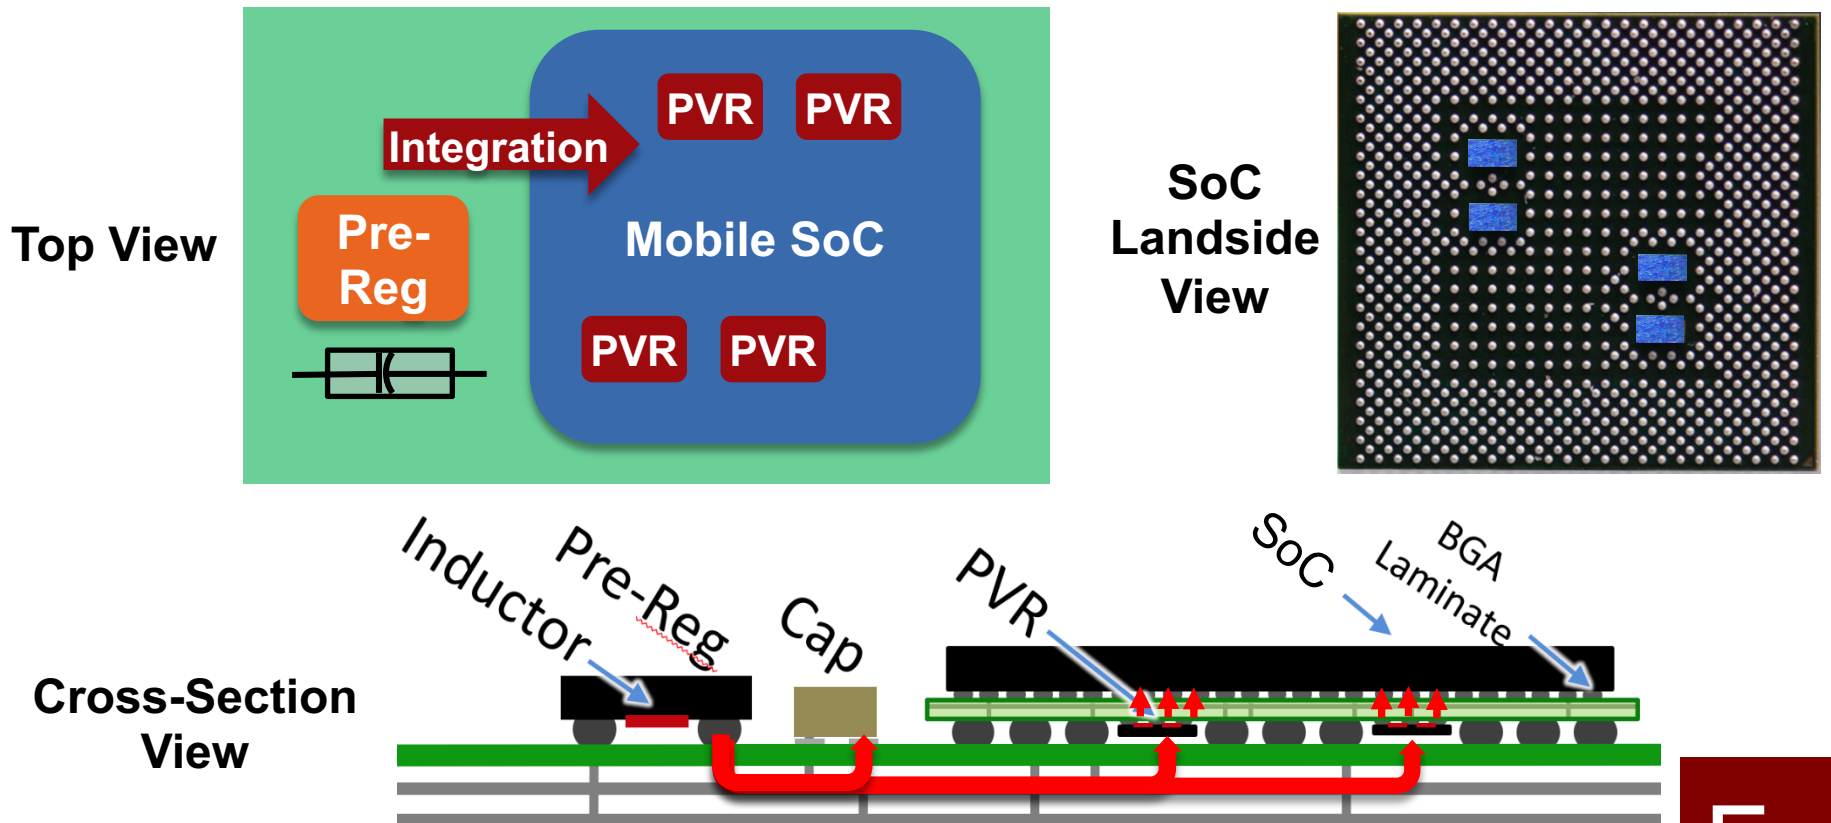 PVR PVR
Integration
Pre-
Reg
Top View
Mobile SoC
PVR PVR
SoC
Landside
View
Inductor
Pre-Reg
Cap
PVR
SoC
BGA
Laminate
Cross-Section
View